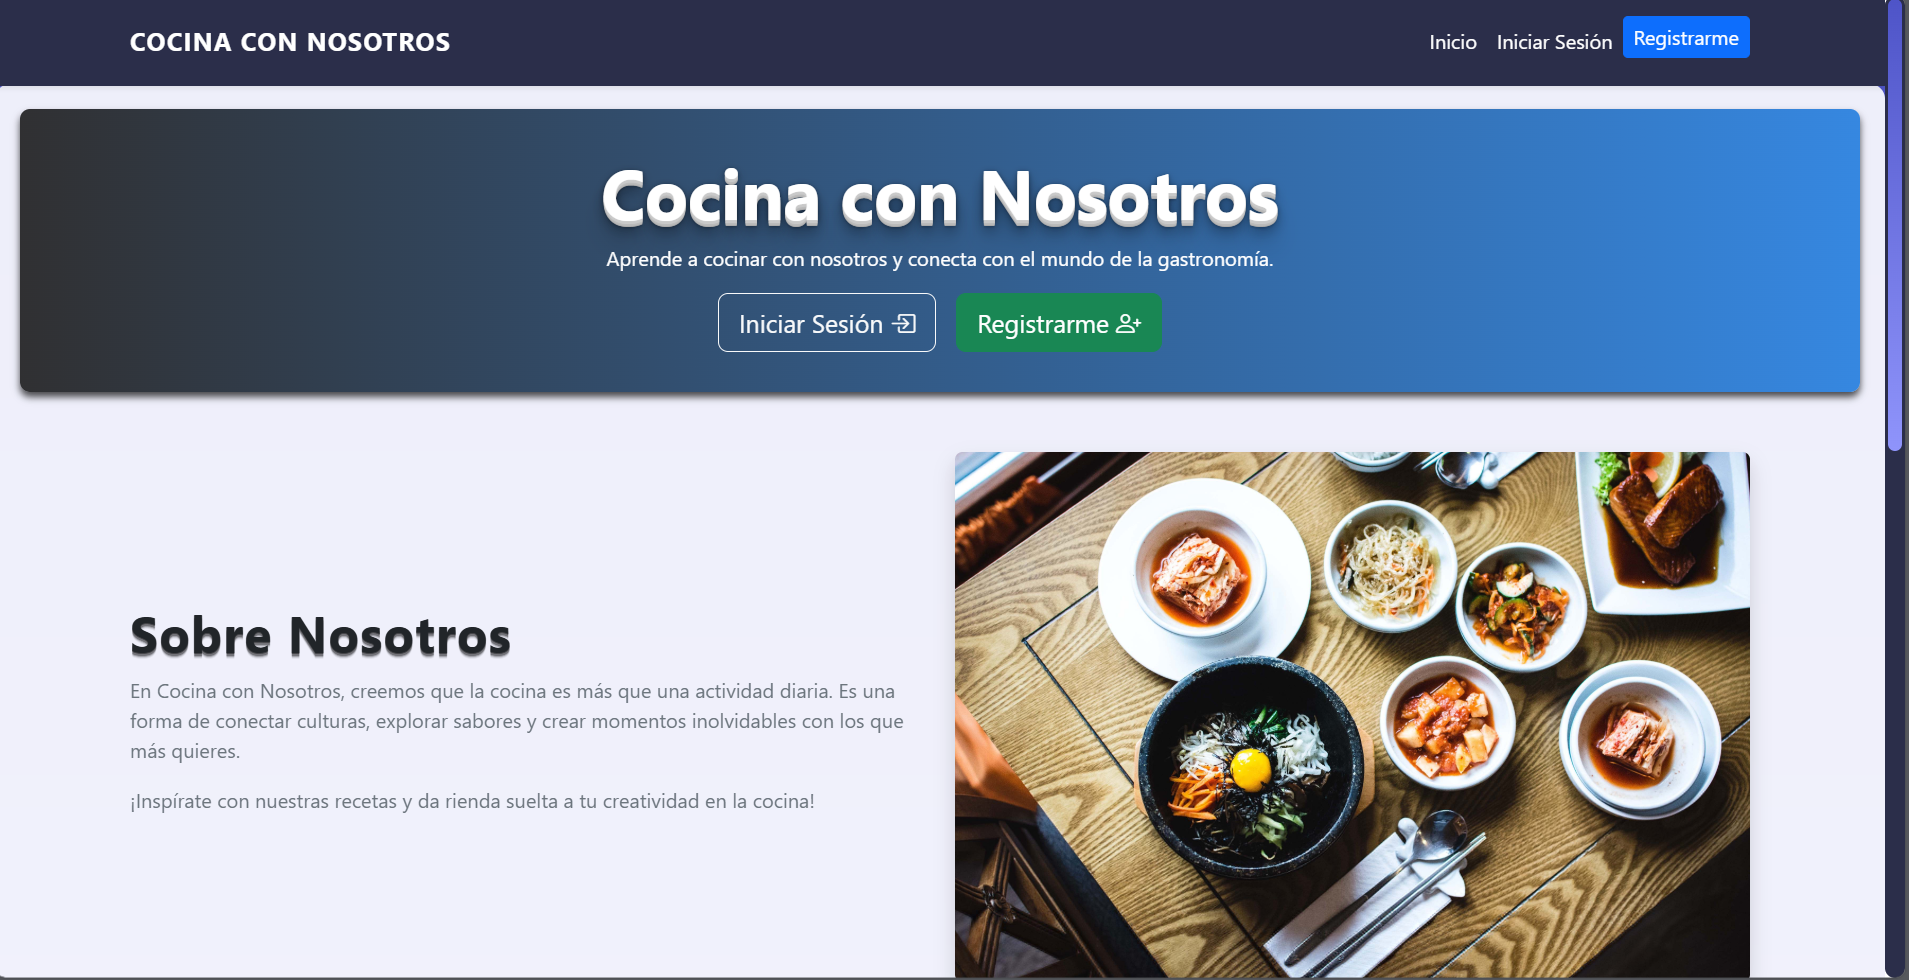 COCINA CON NOSOTROS
Inicio
Iniciar Sesión
Registrarme
Cocina con Nosotros
Aprende a cocinar con nosotros y conecta con el mundo de la gastronomía.
Iniciar Sesión
Registrarme
Sobre Nosotros
En Cocina con Nosotros, creemos que la cocina es más que una actividad diaria. Es una
forma de conectar culturas, explorar sabores y crear momentos inolvidables con los que
más quieres.
¡Inspírate con nuestras recetas y da rienda suelta a tu creatividad en la cocina!